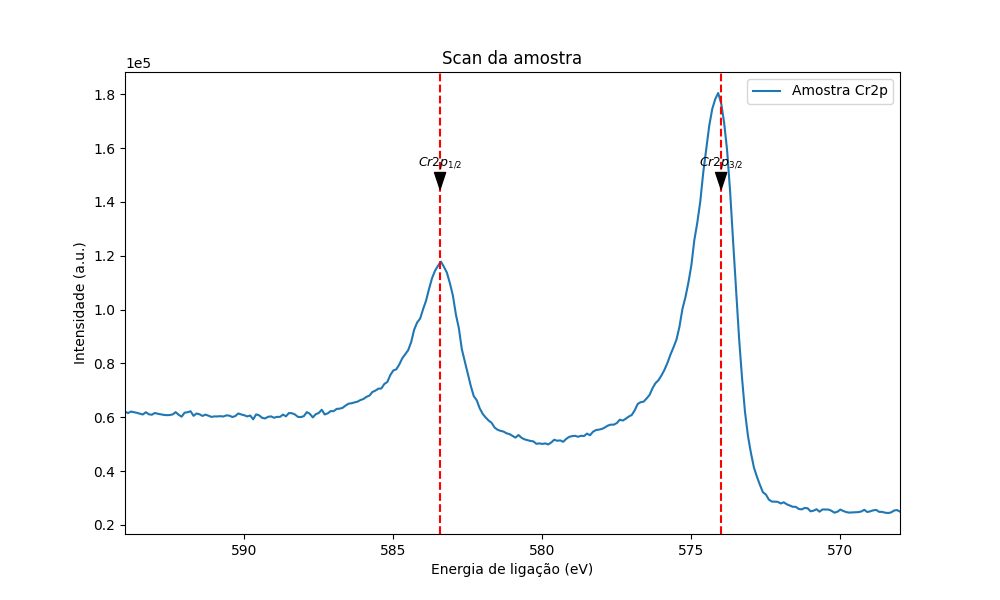 Scan da amostra
1e5
Amostra Cr2p
Cr2p1/2
Cr2p3/2
1.8
1.6
1.4
1.2
1.0
0.8
0.6
0.4
0.2
Intensidade (a.u.)
590
585
580
575
570
Energia de ligação (eV)